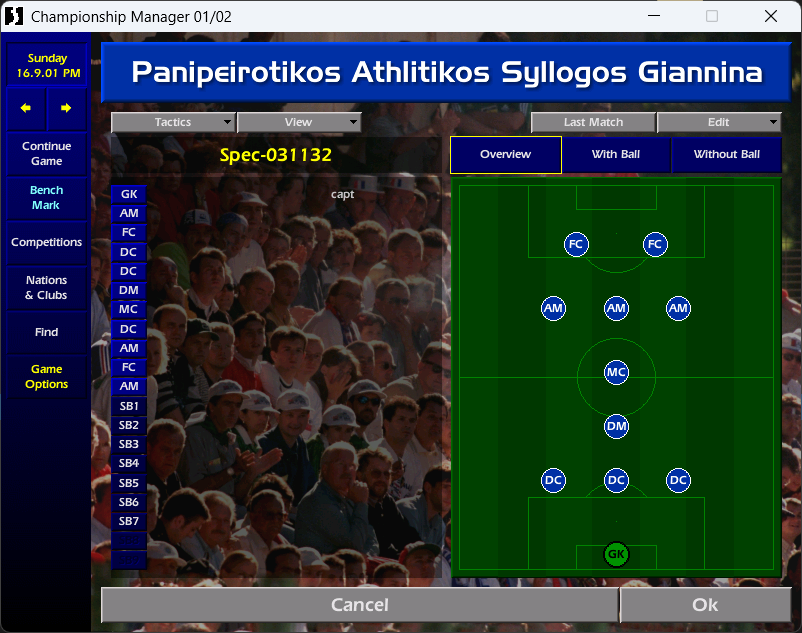 Championship Manager 01/02
Sunday
16.9.01 PM
Continue
Game
Bench
Mark
Competitions
Nations
& Clubs
Find
Game
Options
Panipeirotikos Athlitikos Syllogos Giannina
Tactics View Last Match Edit
Spec-031132
Overview With Ball Without Ball
GK capt
AM
FC
DC
DC
DM
MC
DC
AM
FC
AM
SB1
SB2
SB3
SB4
SB5
SB6
SB7
FC FC
AM AM AM
MC
DM
DC DC DC
GK
Cancel Ok